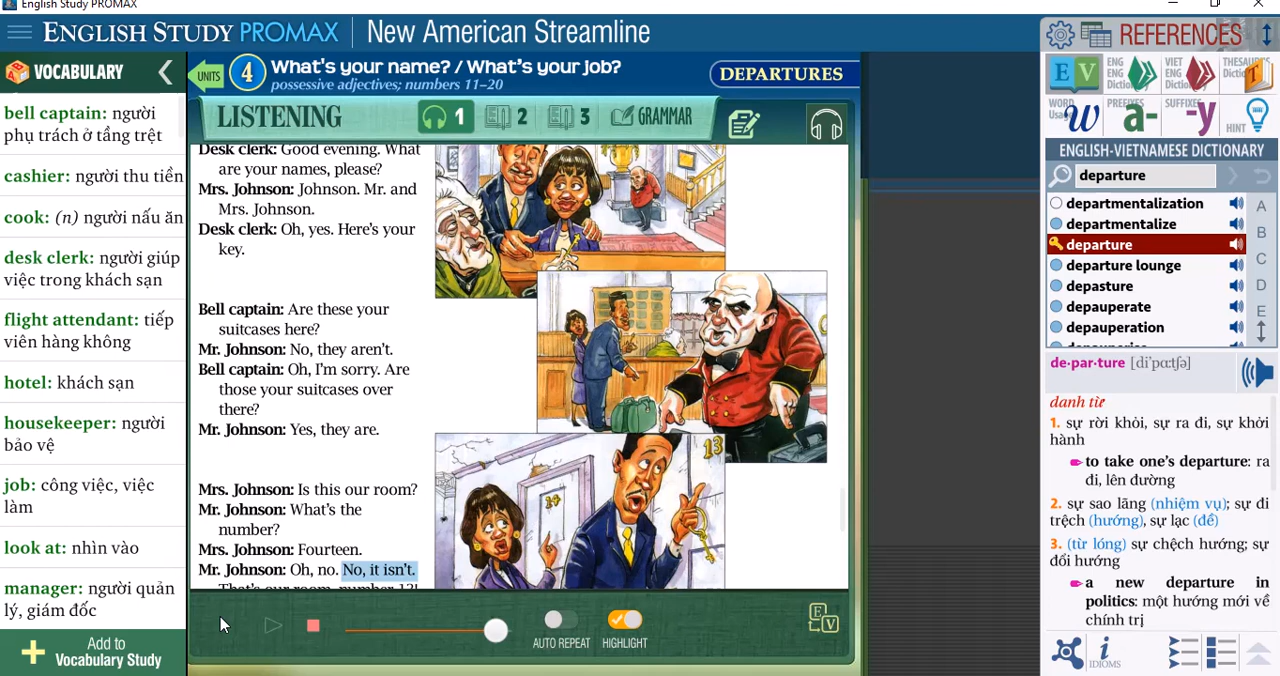 English Study PROMAX
ENGLISH STUDY PROMAX
New American Streamline
REFERENCES
VOCABULARY
bell captain: người
phụ trách ở tầng trệt
cashier: người thu tiền
cook: (n) người nấu ăn
desk clerk: người giúp
việc trong khách sạn
flight attendant: tiếp
viên hàng không
hotel: khách sạn
housekeeper: người
bảo vệ
job: công việc, việc
làm
look at: nhìn vào
manager: người quản
lý, giám đốc
Add to
Vocabulary Study
UNITS
4
What's your name? / What's your job?
possessive adjectives; numbers 11-20
DEPARTURES
LISTENING
1
2
3
GRAMMAR
Desk clerk: Good evening. What
are your names, please?
Mrs. Johnson: Johnson. Mr. and
Mrs. Johnson.
Desk clerk: Oh, yes. Here's your
key.
Bell captain: Are these your
suitcases here?
Mr. Johnson: No, they aren't.
Bell captain: Oh, I'm sorry. Are
those your suitcases over
there?
Mr. Johnson: Yes, they are.
Mrs. Johnson: Is this our room?
Mr. Johnson: What's the
number?
Mrs. Johnson: Fourteen.
Mr. Johnson: Oh, no. No, it isn't.
That's our room, number 13!
13
14
AUTO REPEAT
HIGHLIGHT
E
V
E V
ENG
ENG
Dictionary
VIET
ENG
Dictionary
THESAURUS
Dictionary
T
WORD
Usage
W
PREFIXES
a-
SUFFIXES
-y
HINT
ENGLISH-VIETNAMESE DICTIONARY
departure
departmentalization
departmentalize
departure
departure lounge
depasture
depauperate
depauperation
A
B
C
D
E
de·par·ture [di'pɑ:t∫ə]
danh từ
1. sự rời khỏi, sự ra đi, sự khởi
hành
to take one's departure: ra
đi, lên đường
2. sự sao lãng (nhiệm vụ); sự đi
trệch (hướng), sự lạc (đề)
3. (từ lóng) sự chệch hướng; sự
đổi hướng
a new departure in
politics: một hướng mới về
chính trị
i
IDIOMS